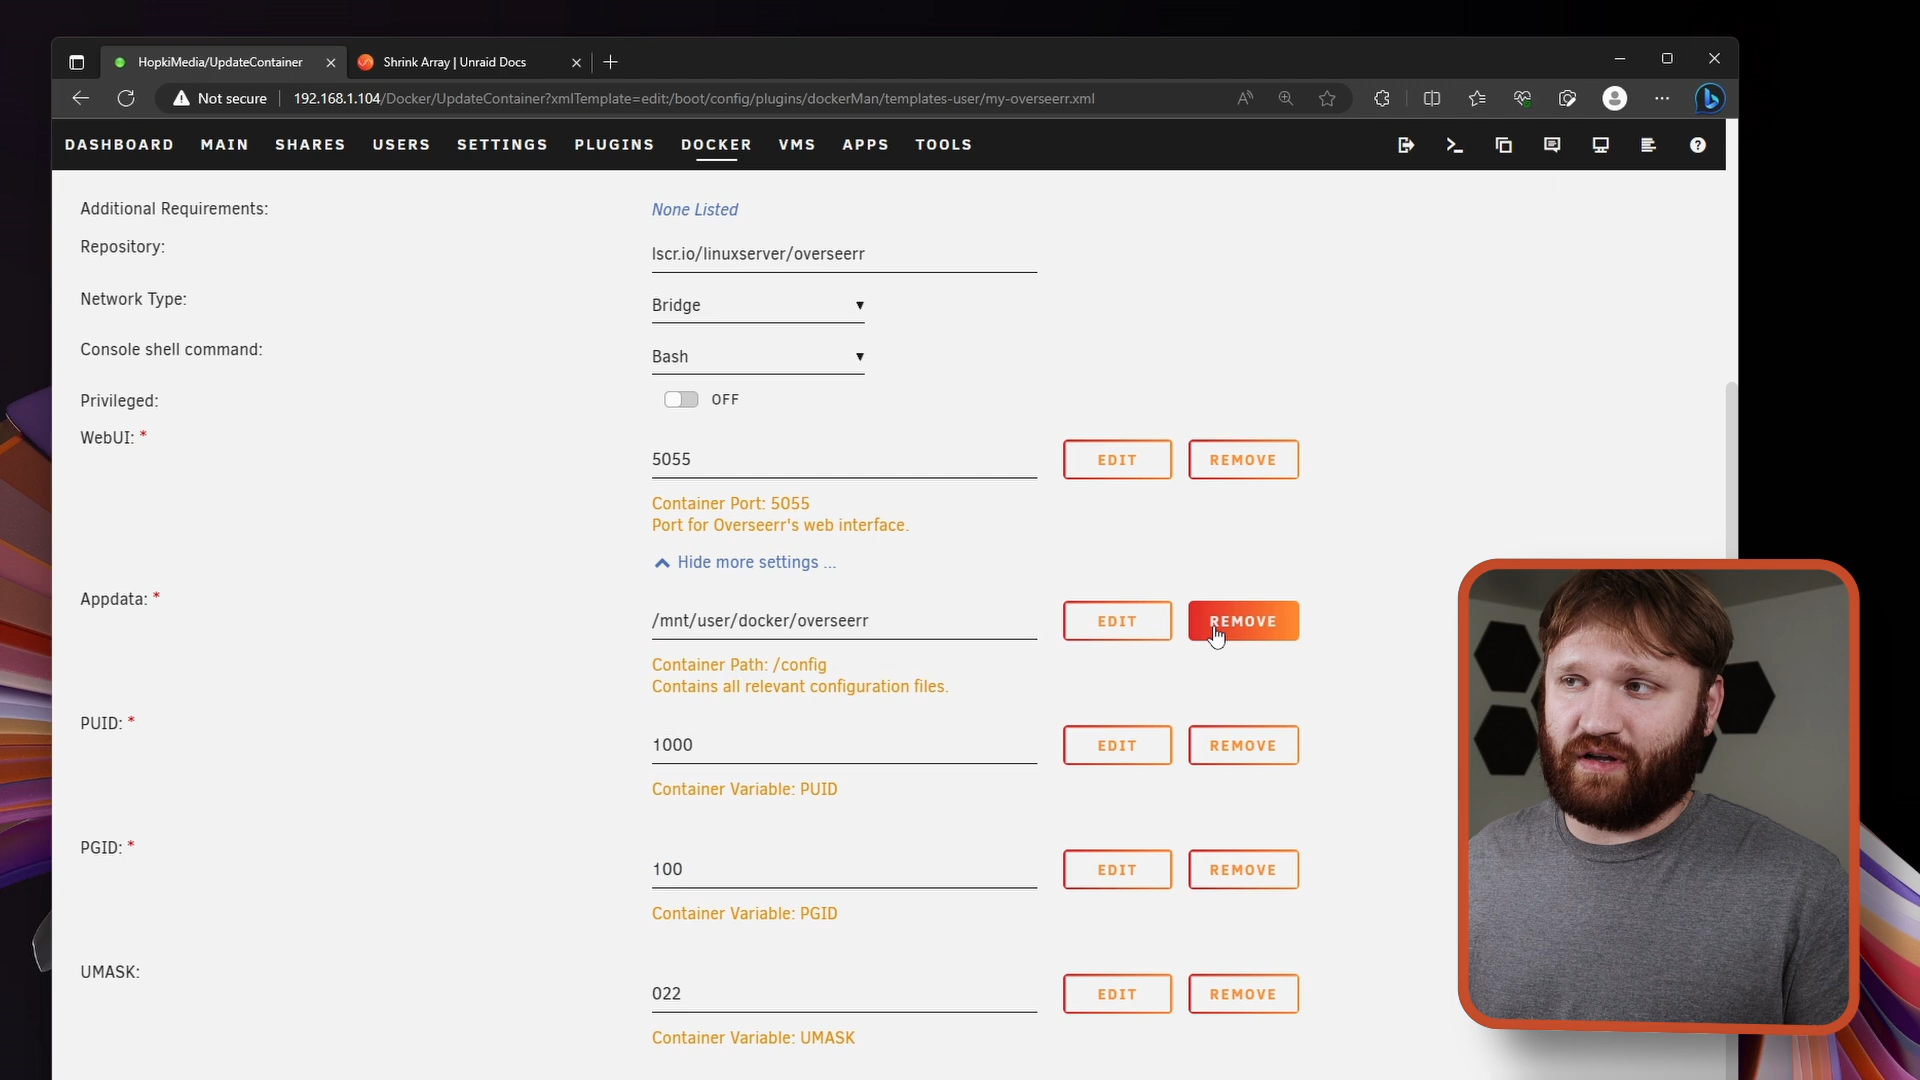 HopkiMedia/UpdateContainer
Shrink Array | Unraid Docs
Not secure
192.168.1.104/Docker/UpdateContainer?xmlTemplate=edit:/boot/config/plugins/dockerMan/templates-user/my-overseerr.xml
DASHBOARD MAIN SHARES USERS SETTINGS PLUGINS DOCKER VMS APPS TOOLS
Additional Requirements:
None Listed
Repository:
lscr.io/linuxserver/overseerr
Network Type:
Bridge
Console shell command:
Bash
Privileged:
OFF
WebUI: *
5055
EDIT
REMOVE
Container Port: 5055
Port for Overseerr's web interface.
Hide more settings ...
Appdata: *
/mnt/user/docker/overseerr
EDIT
REMOVE
Container Path: /config
Contains all relevant configuration files.
PUID: *
1000
EDIT
REMOVE
Container Variable: PUID
PGID: *
100
EDIT
REMOVE
Container Variable: PGID
UMASK:
022
EDIT
REMOVE
Container Variable: UMASK